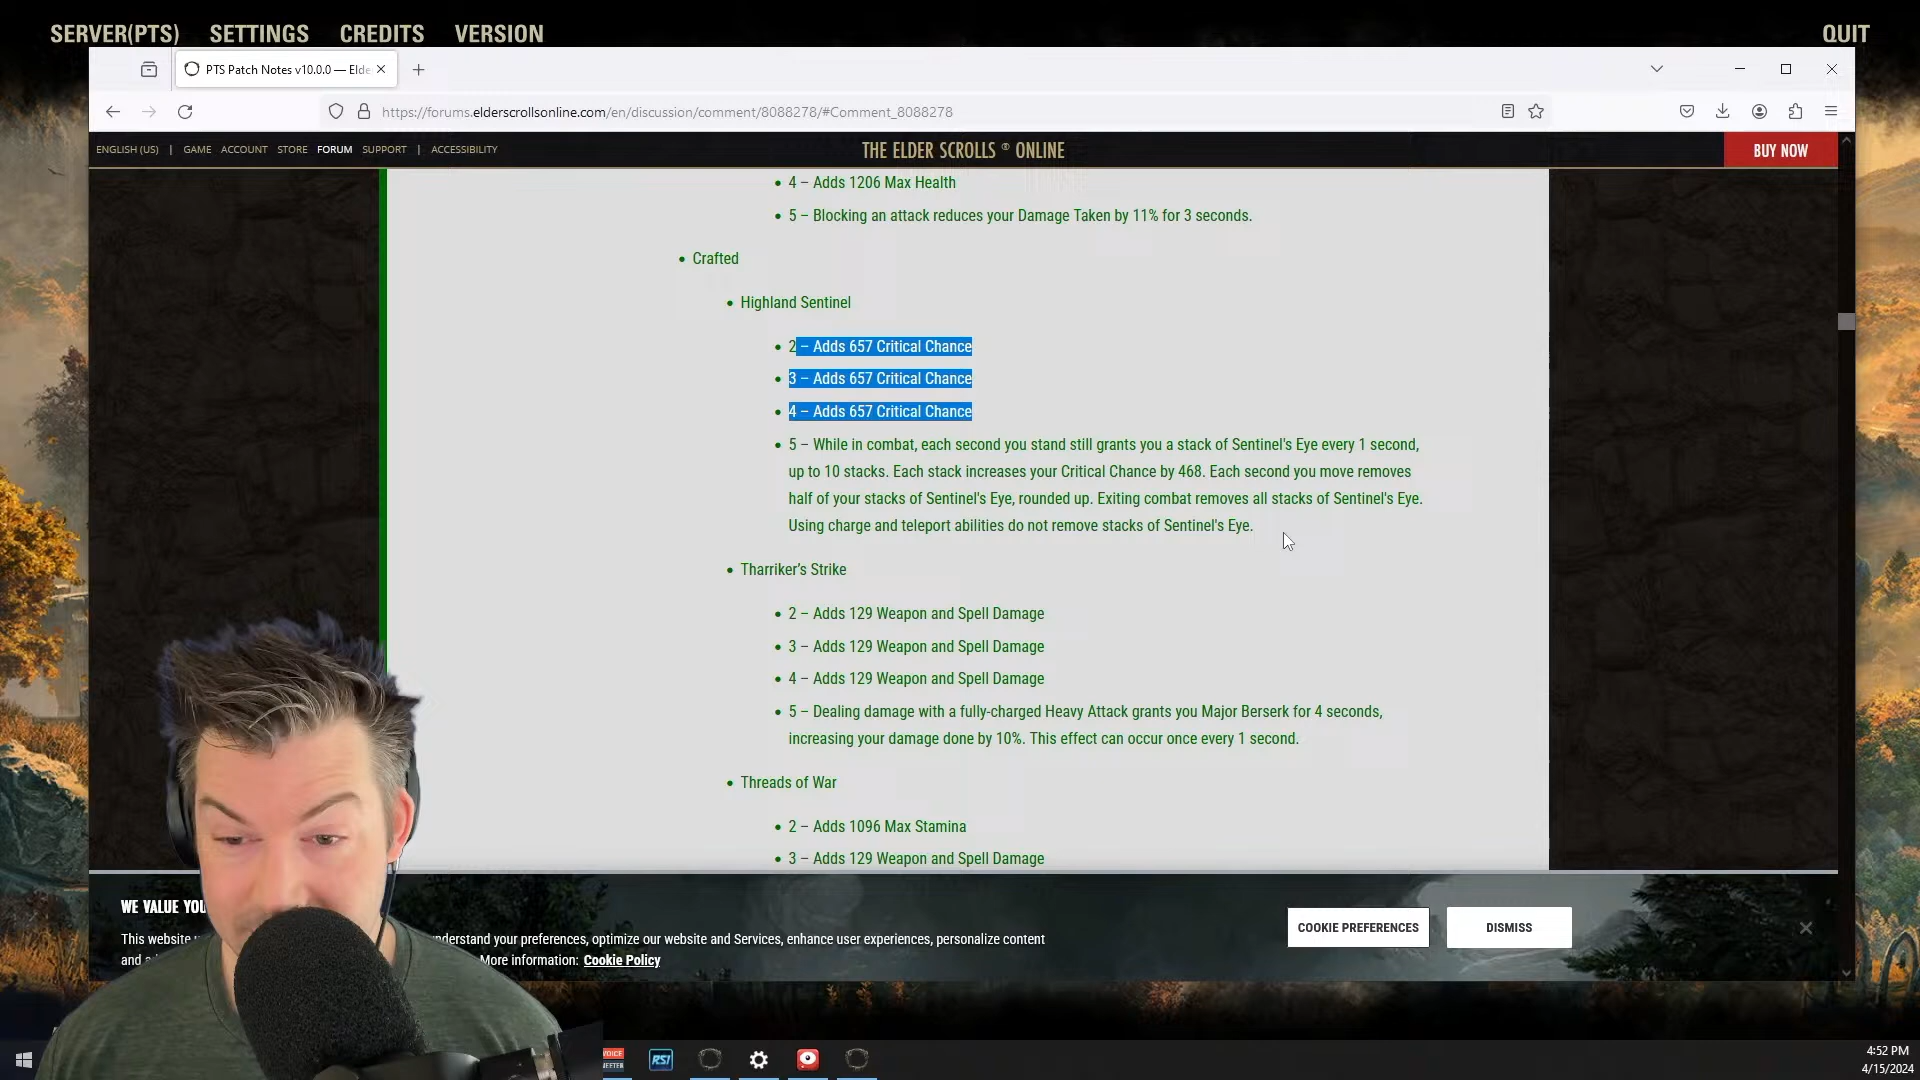 SERVER(PTS) SETTINGS CREDITS VERSION QUIT
PTS Patch Notes v10.0.0 — Elde
https://forums.elderscrollsonline.com/en/discussion/comment/8088278/#Comment_8088278
ENGLISH (US) | GAME ACCOUNT STORE FORUM SUPPORT | ACCESSIBILITY
THE ELDER SCROLLS ® ONLINE
BUY NOW
4 – Adds 1206 Max Health
5 – Blocking an attack reduces your Damage Taken by 11% for 3 seconds.
Crafted
Highland Sentinel
2 – Adds 657 Critical Chance
3 – Adds 657 Critical Chance
4 – Adds 657 Critical Chance
5 – While in combat, each second you stand still grants you a stack of Sentinel's Eye every 1 second,
up to 10 stacks. Each stack increases your Critical Chance by 468. Each second you move removes
half of your stacks of Sentinel's Eye, rounded up. Exiting combat removes all stacks of Sentinel's Eye.
Using charge and teleport abilities do not remove stacks of Sentinel's Eye.
Tharriker's Strike
2 – Adds 129 Weapon and Spell Damage
3 – Adds 129 Weapon and Spell Damage
4 – Adds 129 Weapon and Spell Damage
5 – Dealing damage with a fully-charged Heavy Attack grants you Major Berserk for 4 seconds,
increasing your damage done by 10%. This effect can occur once every 1 second.
Threads of War
2 – Adds 1096 Max Stamina
3 – Adds 129 Weapon and Spell Damage
WE VALUE YOU
This website
nderstand your preferences, optimize our website and Services, enhance user experiences, personalize content
and
More information: Cookie Policy
COOKIE PREFERENCES
DISMISS
VOICE
MEETER
RSI
4:52 PM
4/15/2024